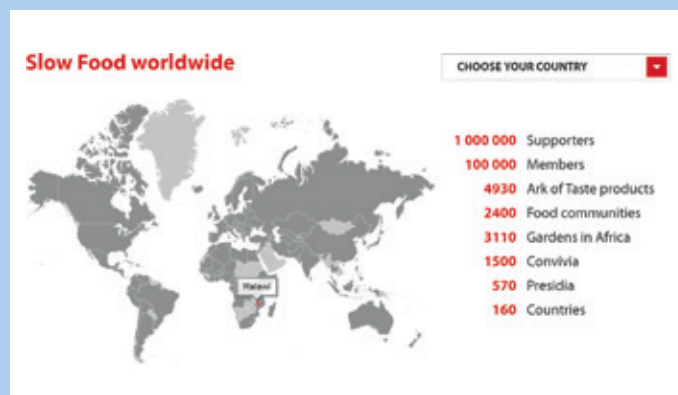 Slow Food worldwide
CHOOSE YOUR COUNTRY
1 000 000 Supporters
100 000 Members
4930 Ark of Taste products
2400 Food communities
3110 Gardens in Africa
1500 Convivia
570 Presidia
160 Countries
Malawi